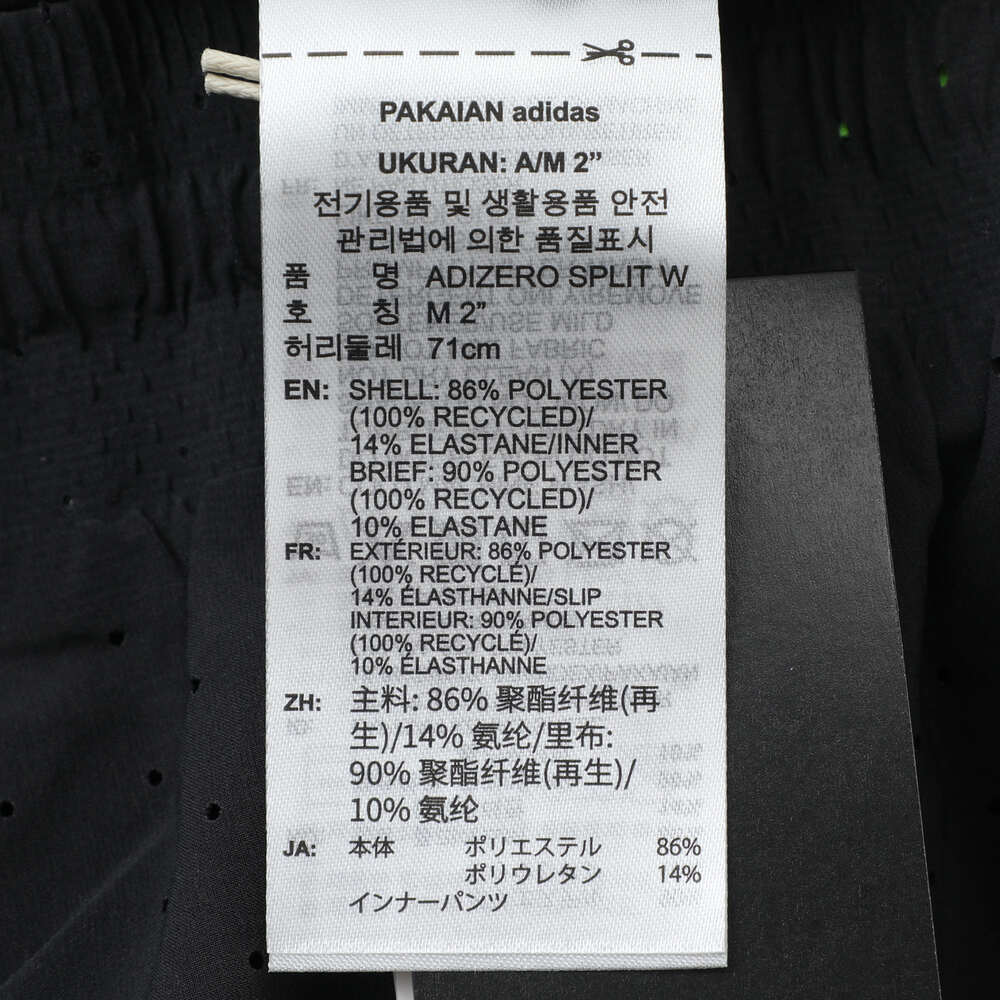 PAKAIAN adidas
UKURAN: A/M 2”
전기용품 및 생활용품 안전
관리법에 의한 품질표시
품 명 ADIZERO SPLIT W
호 칭 M 2”
허리둘레 71cm
EN: SHELL: 86% POLYESTER
(100% RECYCLED)/
14% ELASTANE/INNER
BRIEF: 90% POLYESTER
(100% RECYCLED)/
10% ELASTANE
FR: EXTÉRIEUR: 86% POLYESTER
(100% RECYCLÉ)/
14% ÉLASTHANNE/SLIP
INTERIEUR: 90% POLYESTER
(100% RECYCLÉ)/
10% ÉLASTHANNE
ZH: 主料: 86% 聚酯纤维(再
生)/14% 氨纶/里布:
90% 聚酯纤维(再生)/
10% 氨纶
JA: 本体 ポリエステル 86%
ポリウレタン 14%
インナーパンツ